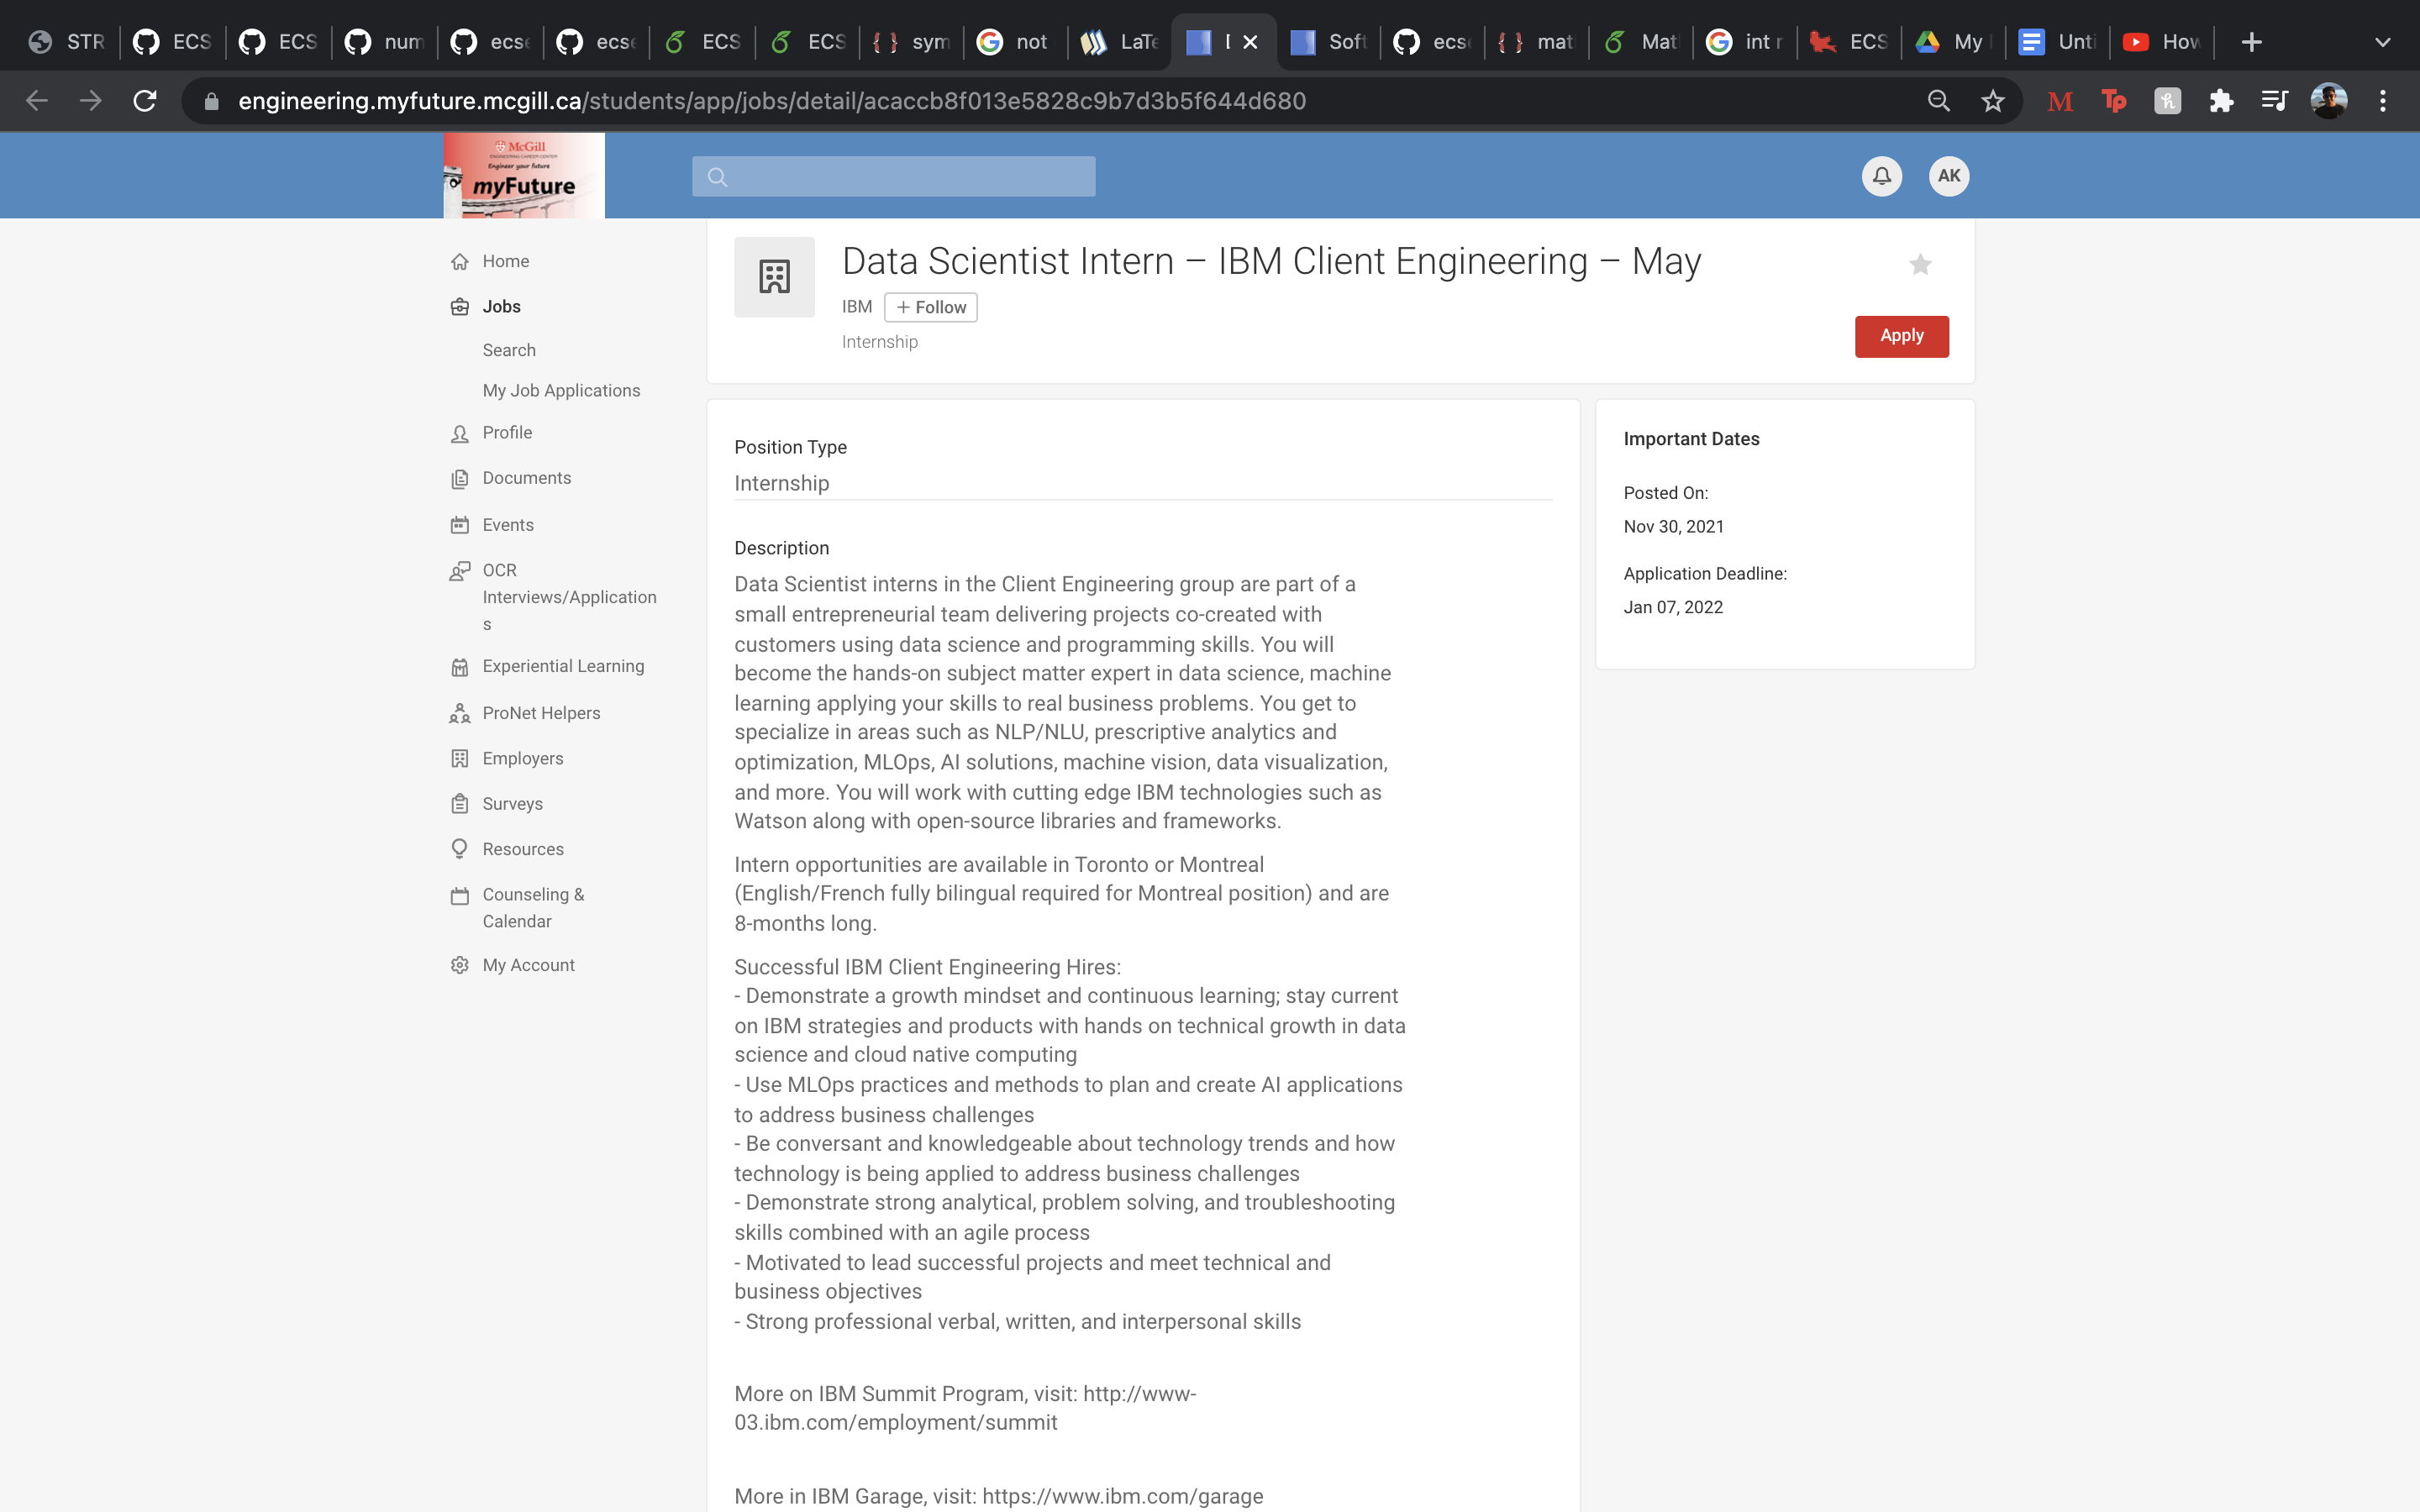 STR
ECS
ECS
num
ecse
ecse
ECS
ECS
sym
not
LaTe
Soft
ecse
mat
Mat
int r
ECS
My
Unti
How
engineering.myfuture.mcgill.ca/students/app/jobs/detail/acaccb8f013e5828c9b7d3b5f644d680
McGill
ENGINEERING CAREER CENTER
Engineer your future
myFuture
AK
Home
Jobs
Search
My Job Applications
Profile
Documents
Events
OCR
Interviews/Application
s
Experiential Learning
ProNet Helpers
Employers
Surveys
Resources
Counseling &
Calendar
My Account
Data Scientist Intern – IBM Client Engineering – May
IBM + Follow
Internship
Apply
Position Type
Internship
Description
Data Scientist interns in the Client Engineering group are part of a
small entrepreneurial team delivering projects co-created with
customers using data science and programming skills. You will
become the hands-on subject matter expert in data science, machine
learning applying your skills to real business problems. You get to
specialize in areas such as NLP/NLU, prescriptive analytics and
optimization, MLOps, AI solutions, machine vision, data visualization,
and more. You will work with cutting edge IBM technologies such as
Watson along with open-source libraries and frameworks.
Intern opportunities are available in Toronto or Montreal
(English/French fully bilingual required for Montreal position) and are
8-months long.
Successful IBM Client Engineering Hires:
- Demonstrate a growth mindset and continuous learning; stay current
on IBM strategies and products with hands on technical growth in data
science and cloud native computing
- Use MLOps practices and methods to plan and create AI applications
to address business challenges
- Be conversant and knowledgeable about technology trends and how
technology is being applied to address business challenges
- Demonstrate strong analytical, problem solving, and troubleshooting
skills combined with an agile process
- Motivated to lead successful projects and meet technical and
business objectives
- Strong professional verbal, written, and interpersonal skills
More on IBM Summit Program, visit: http://www-
03.ibm.com/employment/summit
More in IBM Garage, visit: https://www.ibm.com/garage
Important Dates
Posted On:
Nov 30, 2021
Application Deadline:
Jan 07, 2022